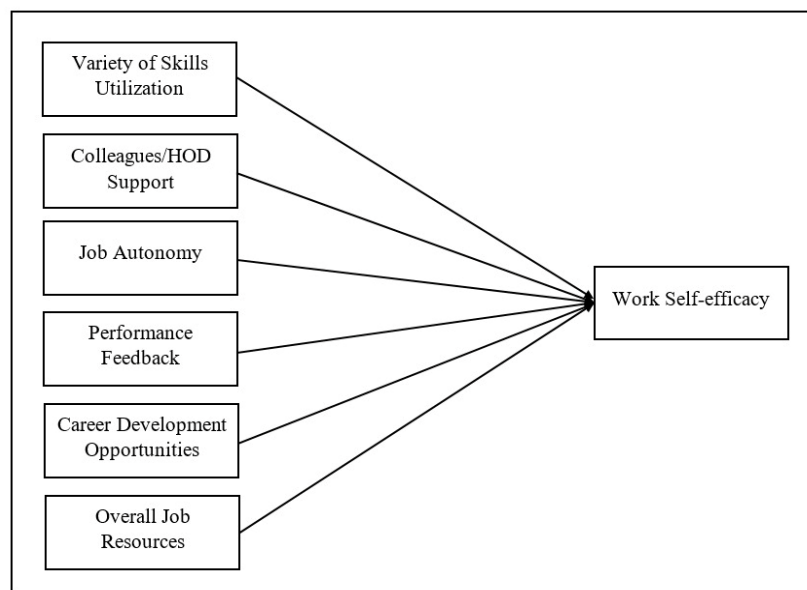 Variety of Skills
Utilization
Colleagues/HOD
Support
Job Autonomy
Performance
Feedback
Career Development
Opportunities
Overall Job
Resources
Work Self-efficacy